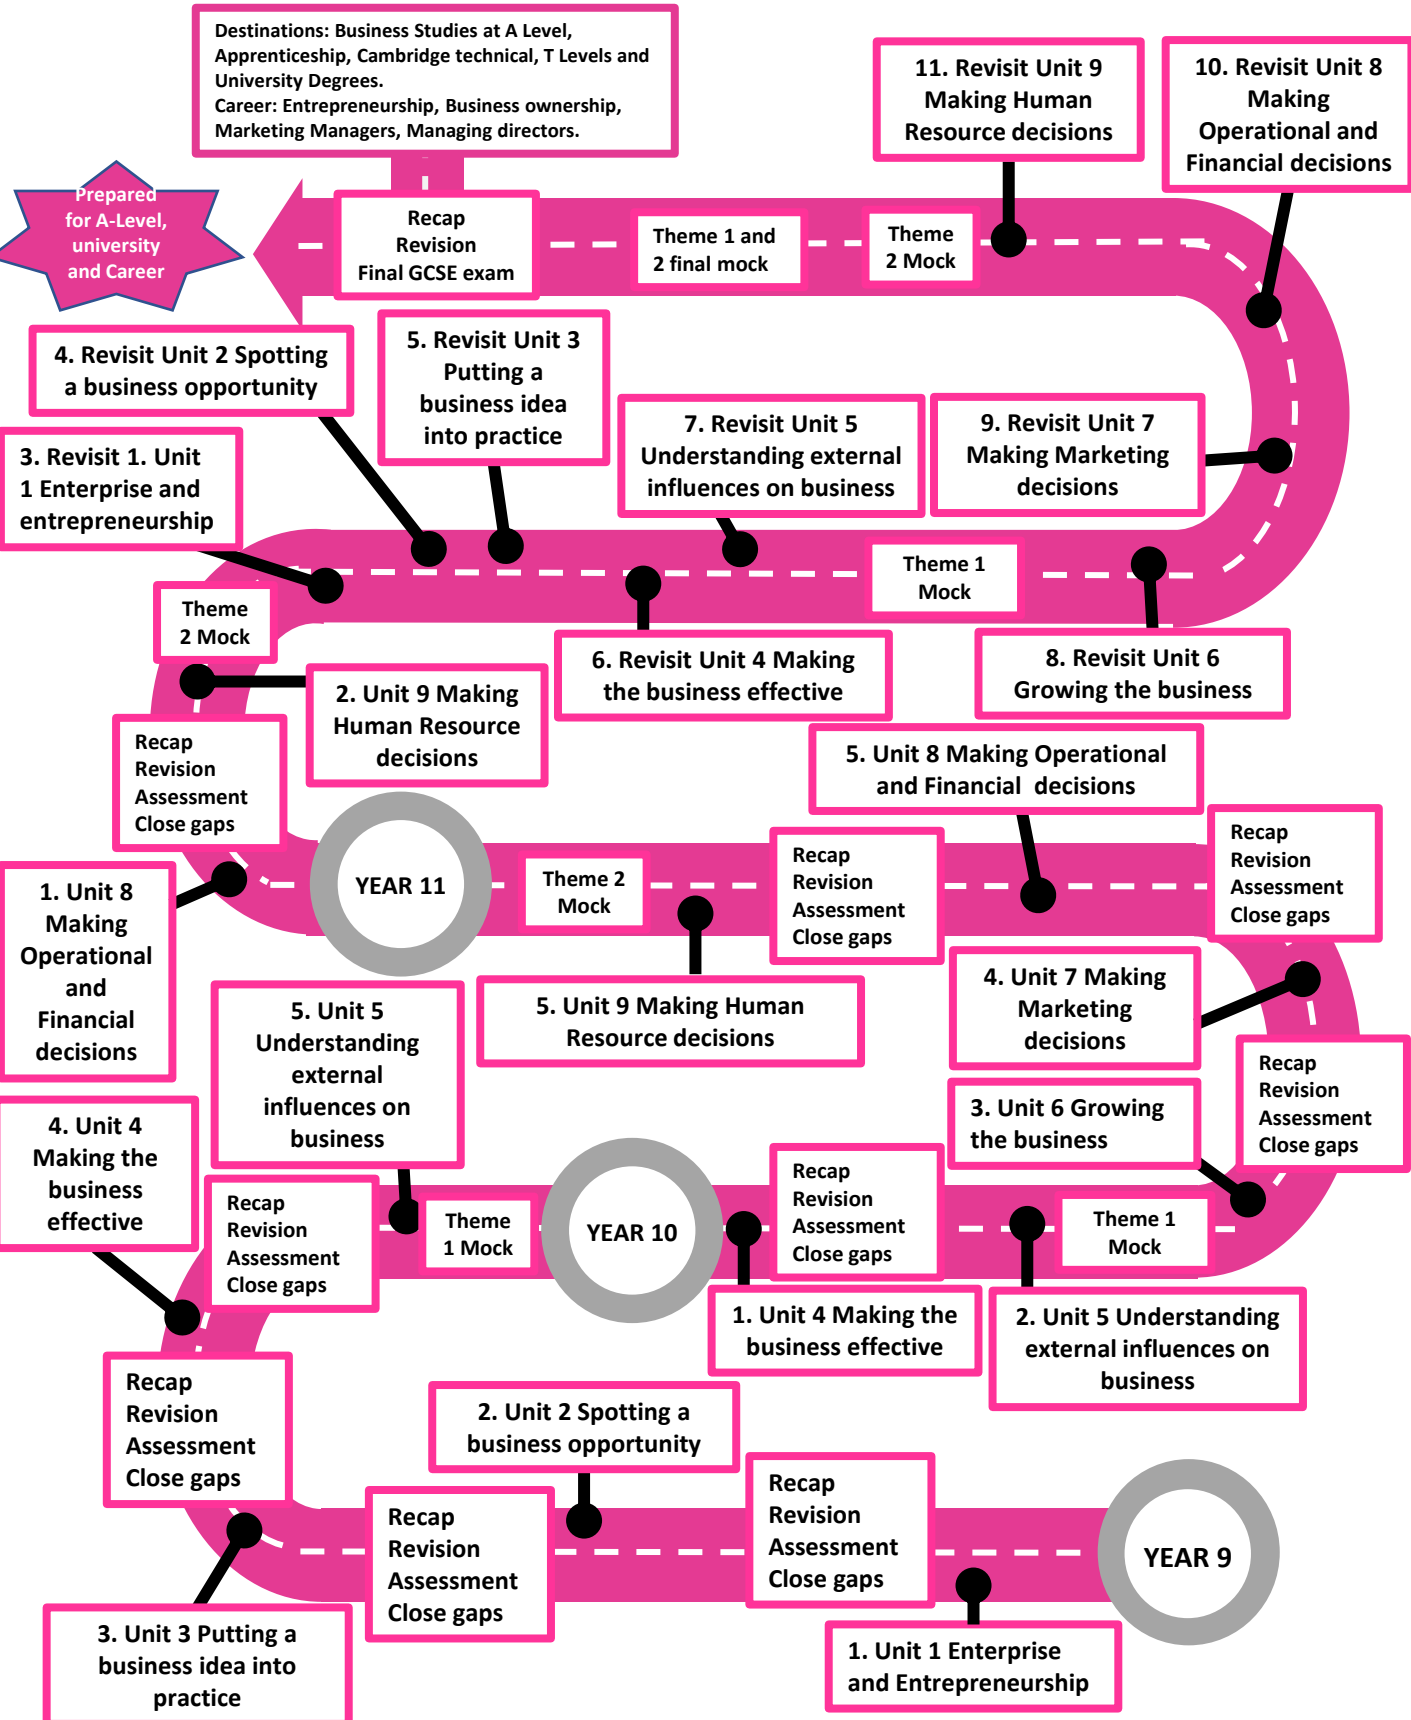 Destinations: Business Studies at A Level,
Apprenticeship, Cambridge technical, T Levels and
University Degrees.
Career: Entrepreneurship, Business ownership,
Marketing Managers, Managing directors.
11. Revisit Unit 9
Making Human
Resource decisions
10. Revisit Unit 8
Making
Operational and
Financial decisions
Prepared
for A-Level,
university
and Career
Recap
Revision
Final GCSE exam
Theme 1 and
2 final mock
Theme
2 Mock
4. Revisit Unit 2 Spotting
a business opportunity
5. Revisit Unit 3
Putting a
business idea
into practice
7. Revisit Unit 5
Understanding external
influences on business
9. Revisit Unit 7
Making Marketing
decisions
3. Revisit 1. Unit
1 Enterprise and
entrepreneurship
Theme 1
Mock
Theme
2 Mock
6. Revisit Unit 4 Making
the business effective
8. Revisit Unit 6
Growing the business
2. Unit 9 Making
Human Resource
decisions
Recap
Revision
Assessment
Close gaps
5. Unit 8 Making Operational
and Financial decisions
Recap
Revision
Assessment
Close gaps
YEAR 11
Theme 2
Mock
Recap
Revision
Assessment
Close gaps
1. Unit 8
Making
Operational
and
Financial
decisions
5. Unit 9 Making Human
Resource decisions
4. Unit 7 Making
Marketing
decisions
5. Unit 5
Understanding
external
influences on
business
Recap
Revision
Assessment
Close gaps
3. Unit 6 Growing
the business
4. Unit 4
Making the
business
effective
Recap
Revision
Assessment
Close gaps
Theme
1 Mock
YEAR 10
Recap
Revision
Assessment
Close gaps
Theme 1
Mock
1. Unit 4 Making the
business effective
2. Unit 5 Understanding
external influences on
business
Recap
Revision
Assessment
Close gaps
2. Unit 2 Spotting a
business opportunity
Recap
Revision
Assessment
Close gaps
Recap
Revision
Assessment
Close gaps
YEAR 9
3. Unit 3 Putting a
business idea into
practice
1. Unit 1 Enterprise
and Entrepreneurship